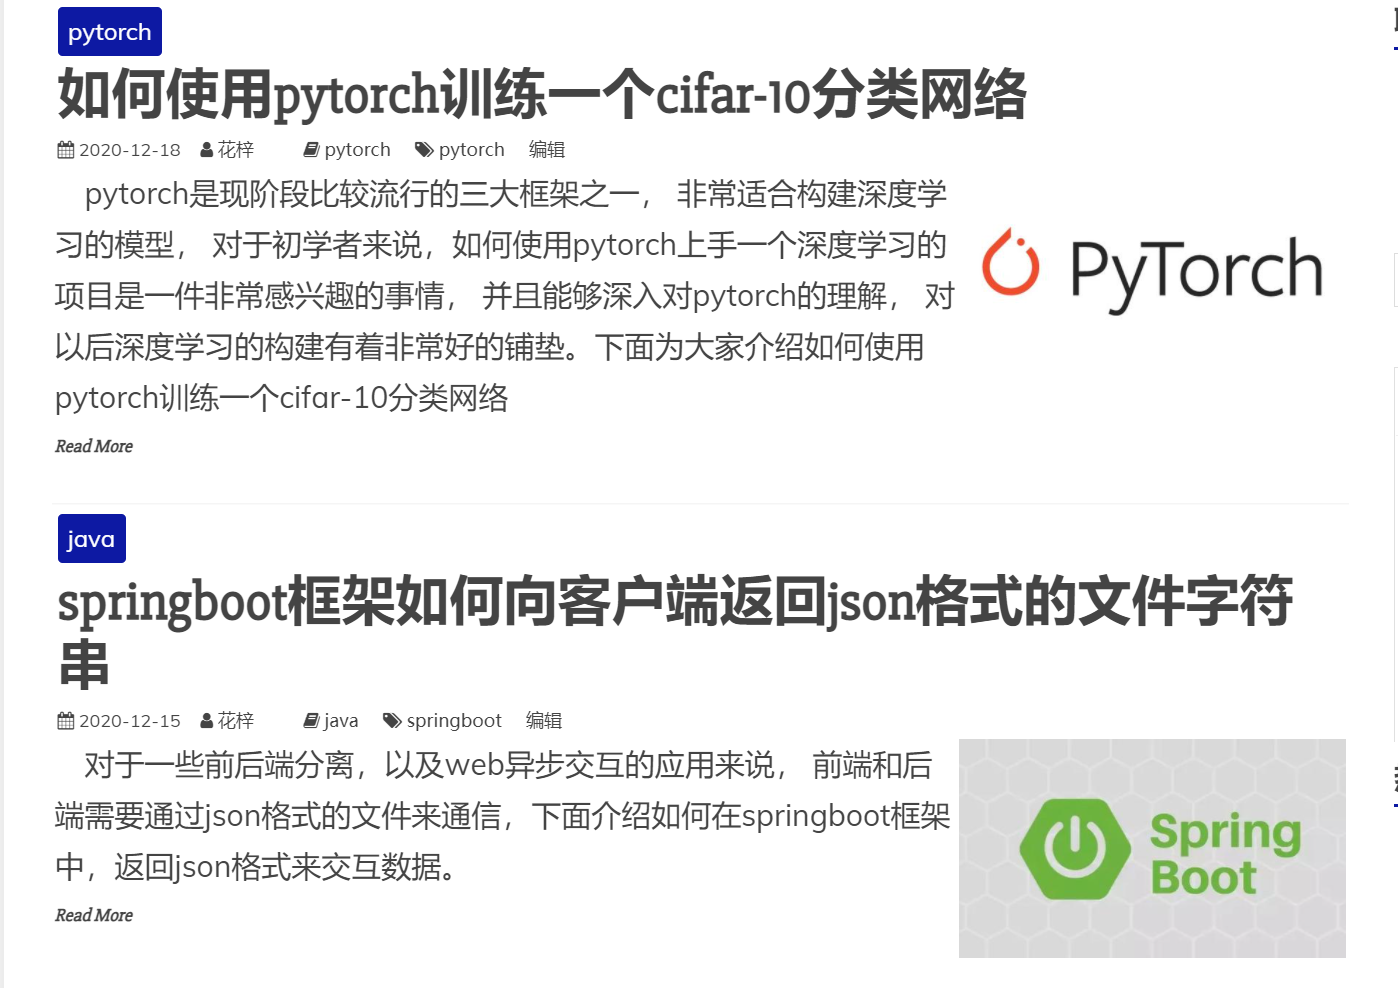 pytorch
如何使用pytorch训练一个cifar-10分类网络
2020-12-18 花梓 pytorch pytorch 编辑
pytorch是现阶段比较流行的三大框架之一， 非常适合构建深度学
习的模型， 对于初学者来说，如何使用pytorch上手一个深度学习的
项目是一件非常感兴趣的事情， 并且能够深入对pytorch的理解， 对
以后深度学习的构建有着非常好的铺垫。下面为大家介绍如何使用
pytorch训练一个cifar-10分类网络
PyTorch
Read More
java
springboot框架如何向客户端返回json格式的文件字符
串
2020-12-15 花梓 java springboot 编辑
对于一些前后端分离，以及web异步交互的应用来说， 前端和后
端需要通过json格式的文件来通信，下面介绍如何在springboot框架
中，返回json格式来交互数据。
Spring
Boot
Read More